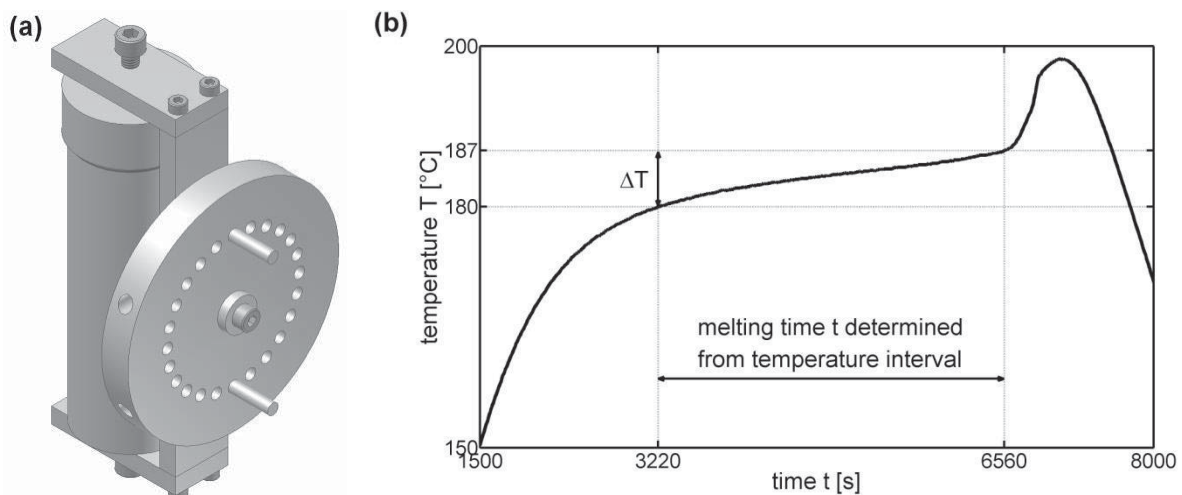 (a)
(b)
200
187
180
150
temperature T [°C]
ΔT
melting time t determined
from temperature interval
1500
3220
6560
8000
time t [s]